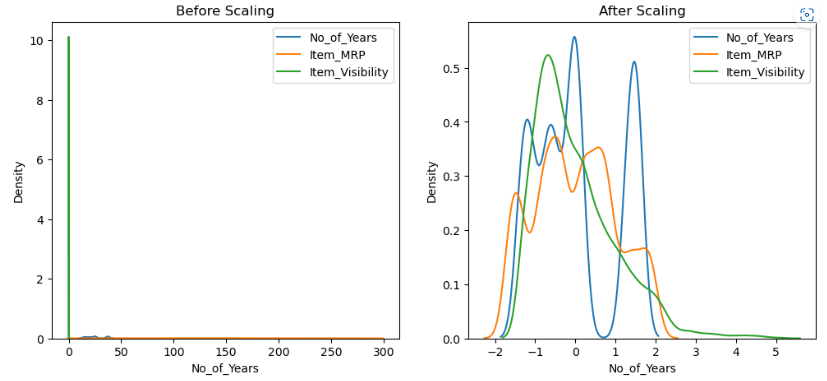 Before Scaling
10
8
6
4
2
0
Density
No_of_Years
Item_MRP
Item_Visibility
0 50 100 150 200 250 300
No_of_Years
After Scaling
0.5
0.4
0.3
0.2
0.1
0.0
Density
No_of_Years
Item_MRP
Item_Visibility
−2 −1 0 1 2 3 4 5
No_of_Years